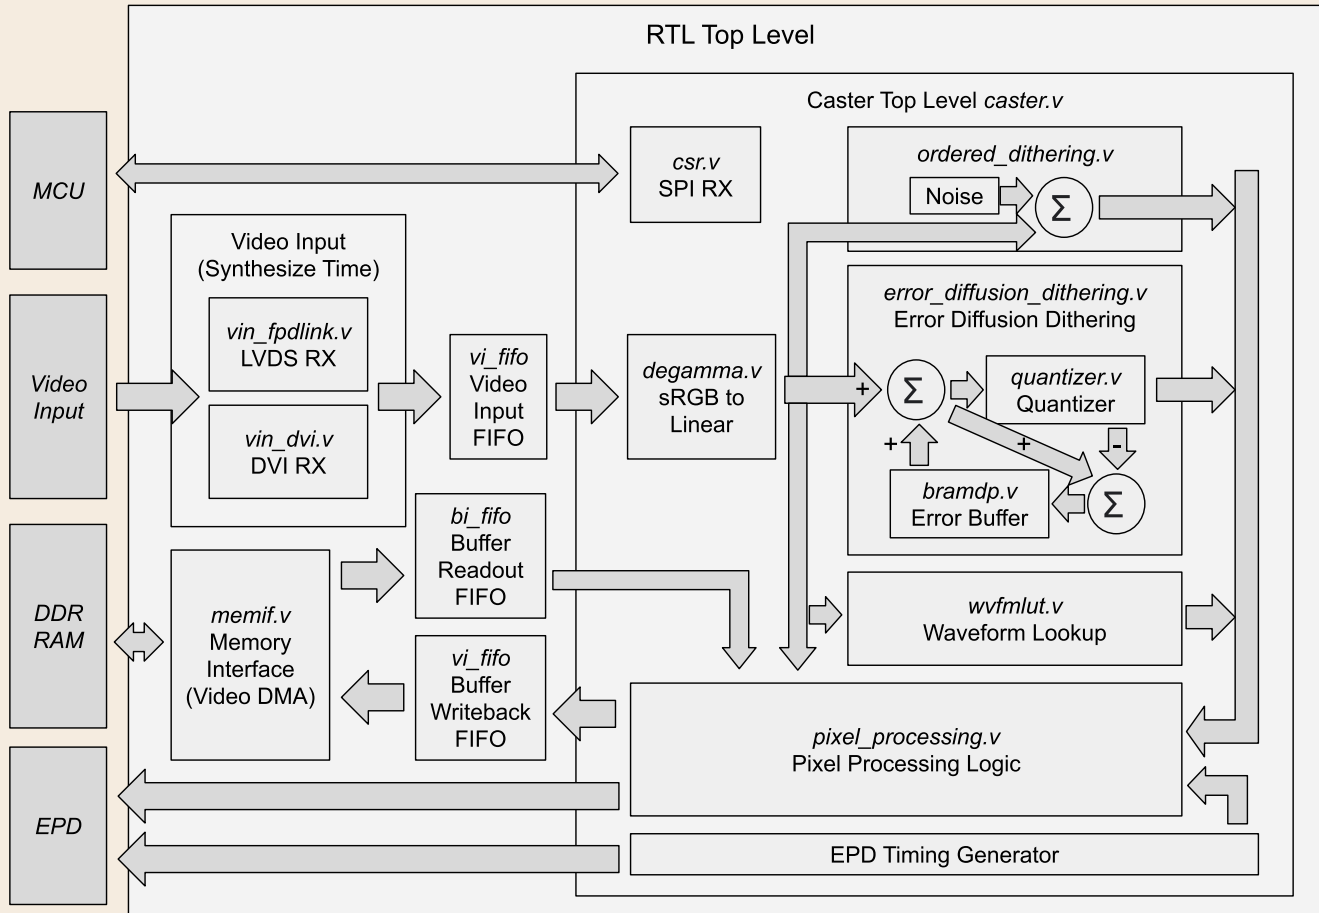 RTL Top Level
Caster Top Level caster.v
MCU
csr.v
SPI RX
ordered_dithering.v
Noise
Σ
Video Input
(Synthesize Time)
vin_fpdlink.v
LVDS RX
vin_dvi.v
DVI RX
Video
Input
vi_fifo
Video
Input
FIFO
degamma.v
sRGB to
Linear
error_diffusion_dithering.v
Error Diffusion Dithering
+
Σ
quantizer.v
Quantizer
+
+
-
bramdp.v
Error Buffer
Σ
DDR
RAM
memif.v
Memory
Interface
(Video DMA)
bi_fifo
Buffer
Readout
FIFO
vi_fifo
Buffer
Writeback
FIFO
wvfmlut.v
Waveform Lookup
pixel_processing.v
Pixel Processing Logic
EPD
EPD Timing Generator